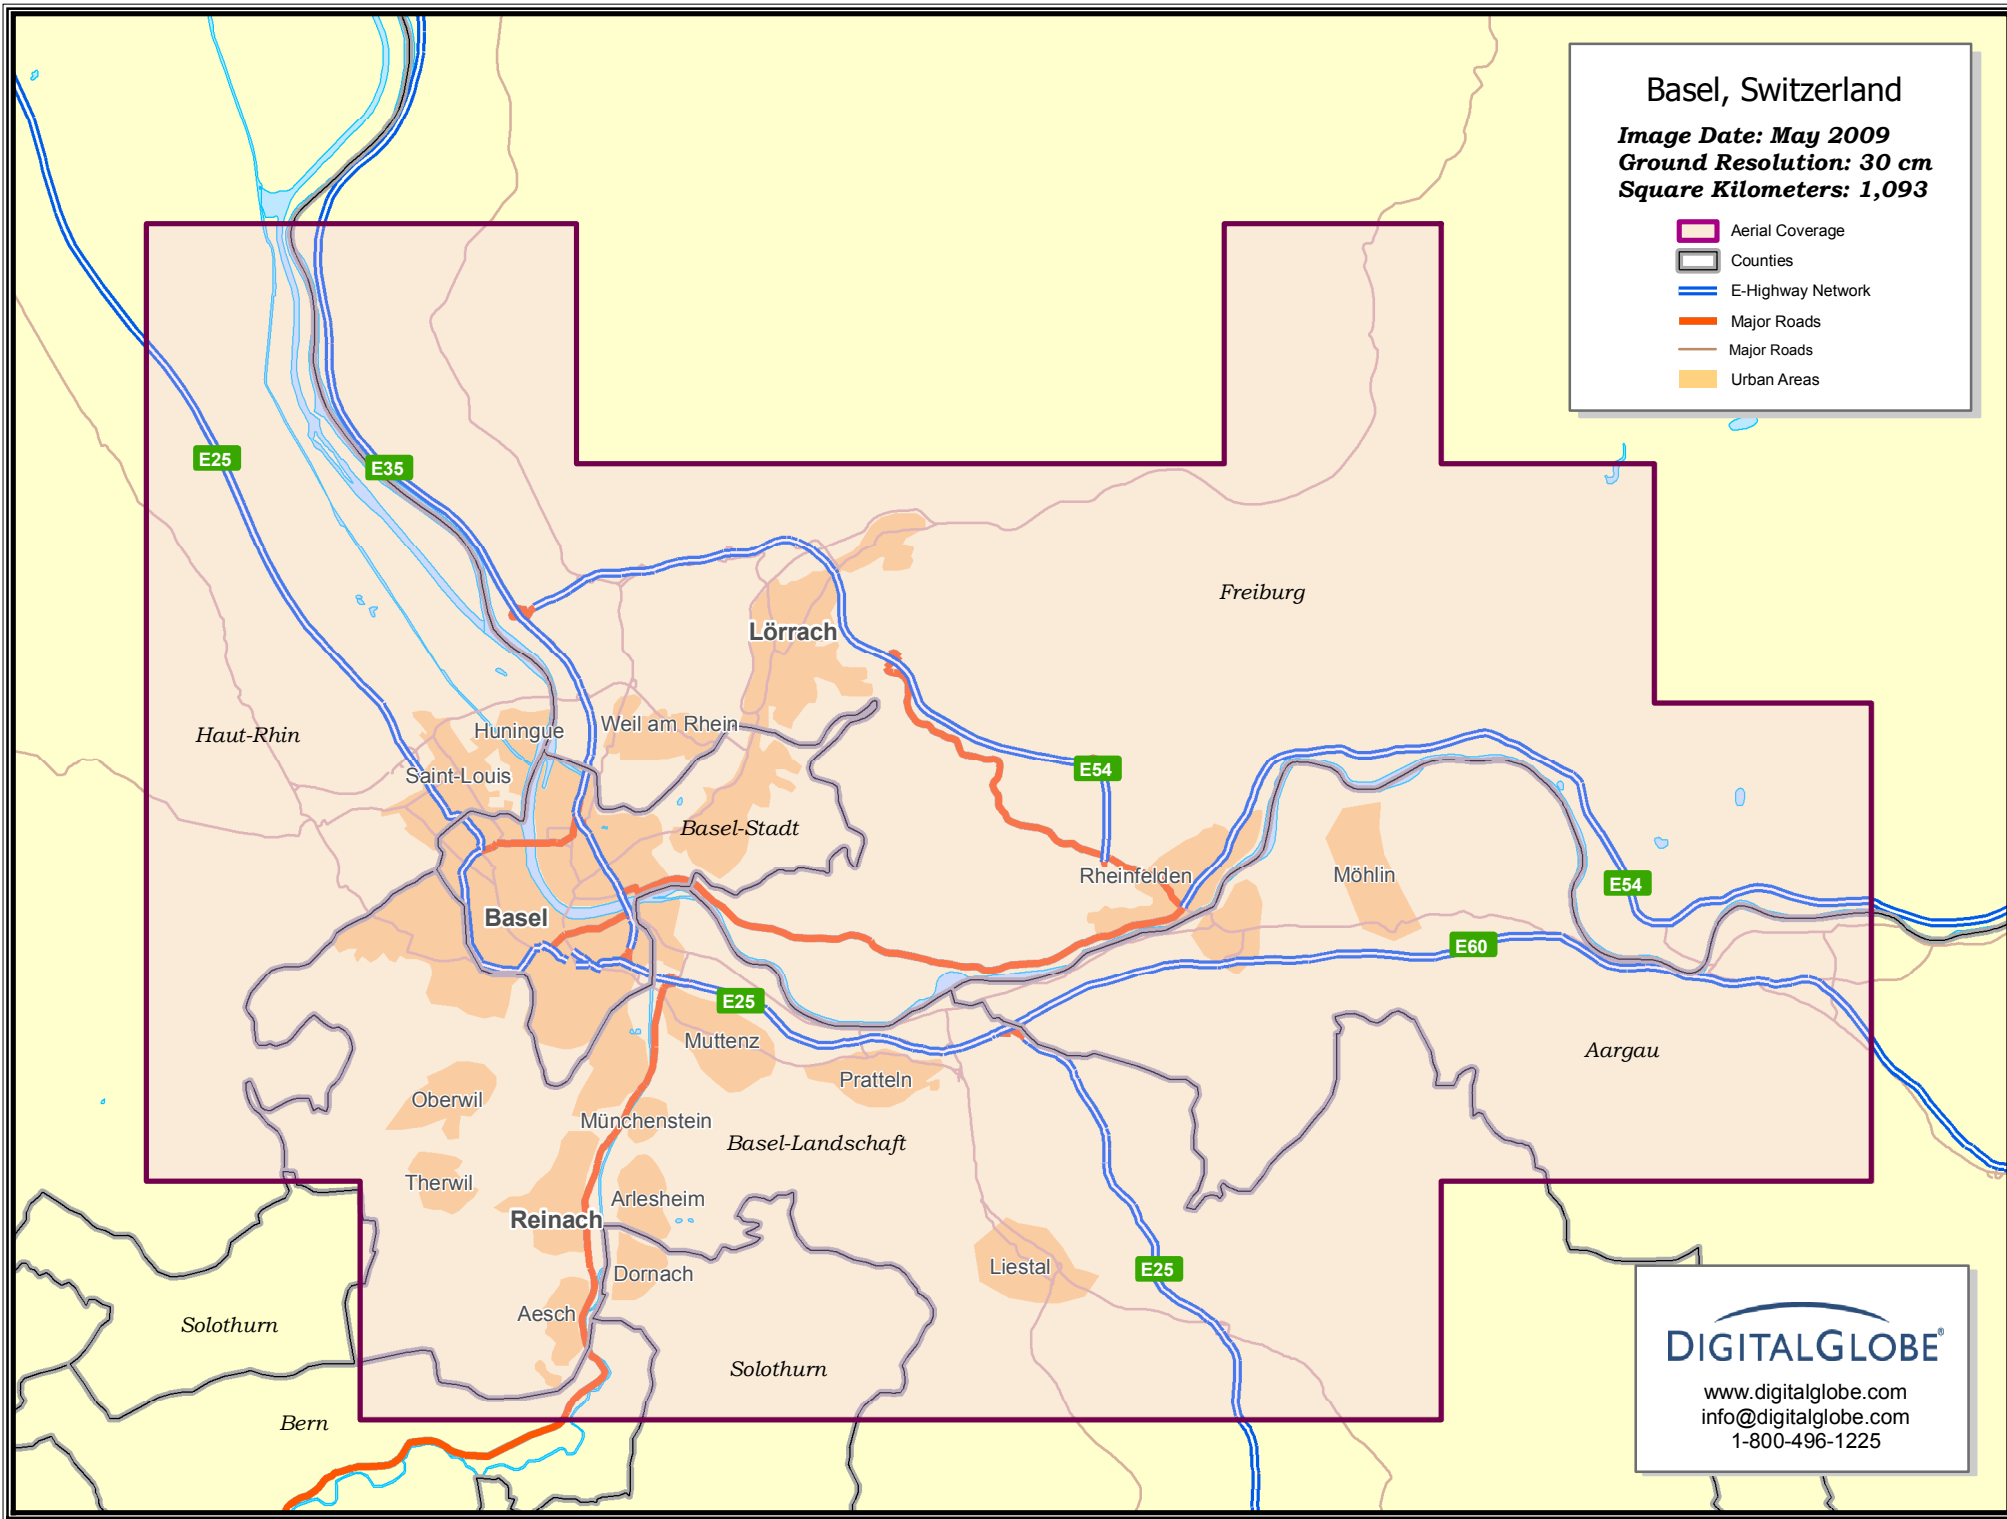 Basel, Switzerland
Image Date: May 2009
Ground Resolution: 30 cm
Square Kilometers: 1,093
Aerial Coverage
Counties
E-Highway Network
Major Roads
Major Roads
Urban Areas
E25
E35
Freiburg
Lörrach
Haut-Rhin
Huningue
Weil am Rhein
Saint-Louis
E54
Basel-Stadt
Rheinfelden
Möhlin
E54
Basel
E60
E25
Muttenz
Aargau
Pratteln
Oberwil
Münchenstein
Basel-Landschaft
Therwil
Arlesheim
Reinach
Liestal
E25
Dornach
Aesch
Solothurn
Solothurn
Bern
DIGITALGLOBE®
www.digitalglobe.com
info@digitalglobe.com
1-800-496-1225